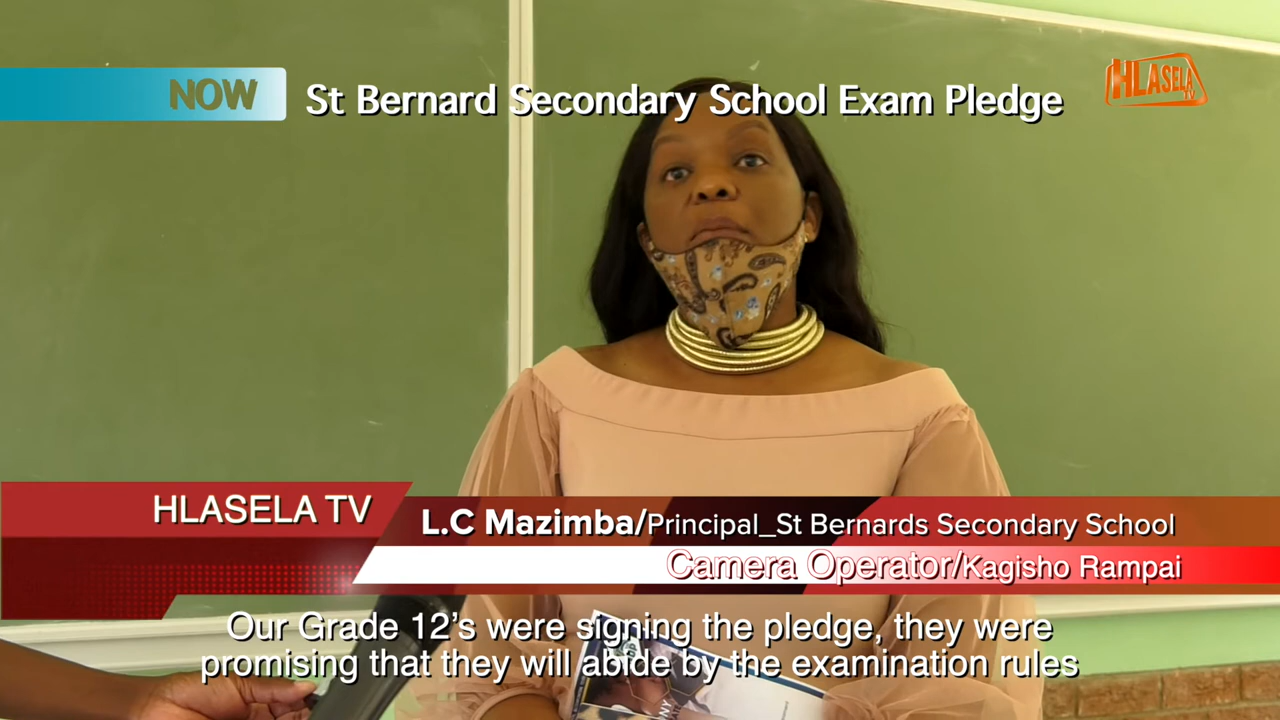 NOW
St Bernard Secondary School Exam Pledge
HLASELA TV
HLASELA TV
L.C Mazimba/Principal_St Bernards Secondary School
Camera Operator/Kagisho Rampai
Our Grade 12's were signing the pledge, they were
promising that they will abide by the examination rules